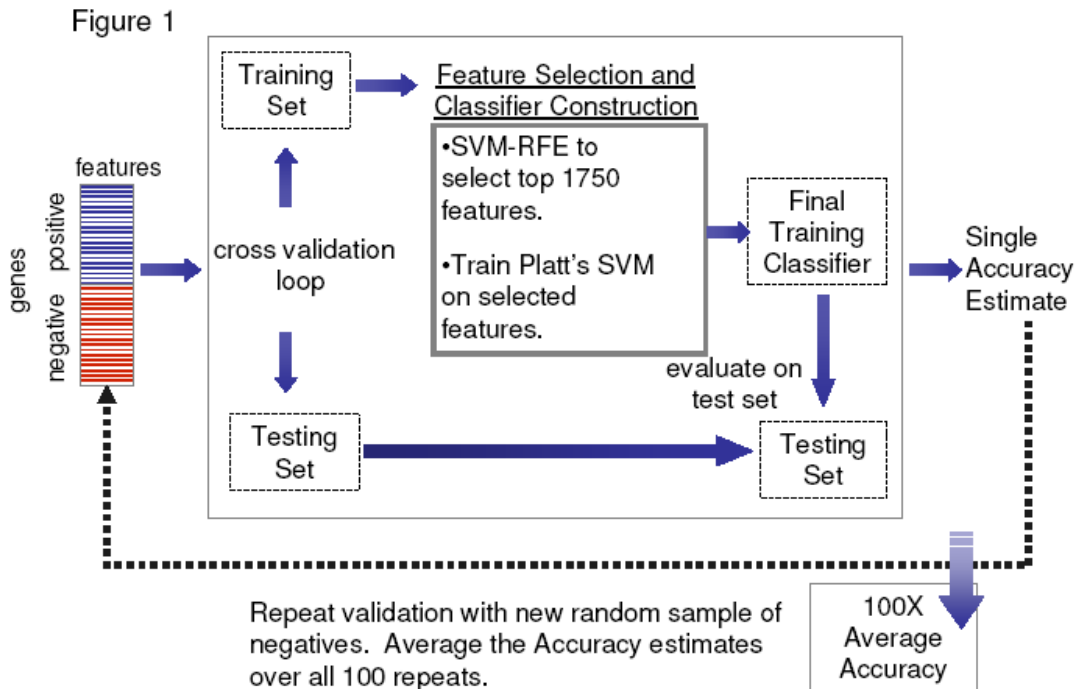 Figure 1
Training
Set
Feature Selection and
Classifier Construction
•SVM-RFE to
select top 1750
features.
•Train Platt's SVM
on selected
features.
features
genes
positive
negative
cross validation
loop
Final
Training
Classifier
Single
Accuracy
Estimate
evaluate on
test set
Testing
Set
Testing
Set
Repeat validation with new random sample of
negatives. Average the Accuracy estimates
over all 100 repeats.
100X
Average
Accuracy